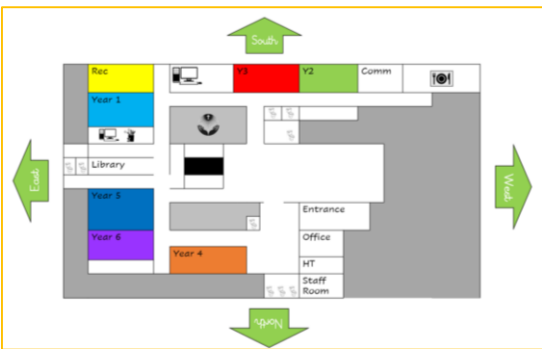 South
Rec
Y3
Y2
Comm
Year 1
Library
East
West
Year 5
Entrance
Year 6
Office
Year 4
HT
Staff
Room
North